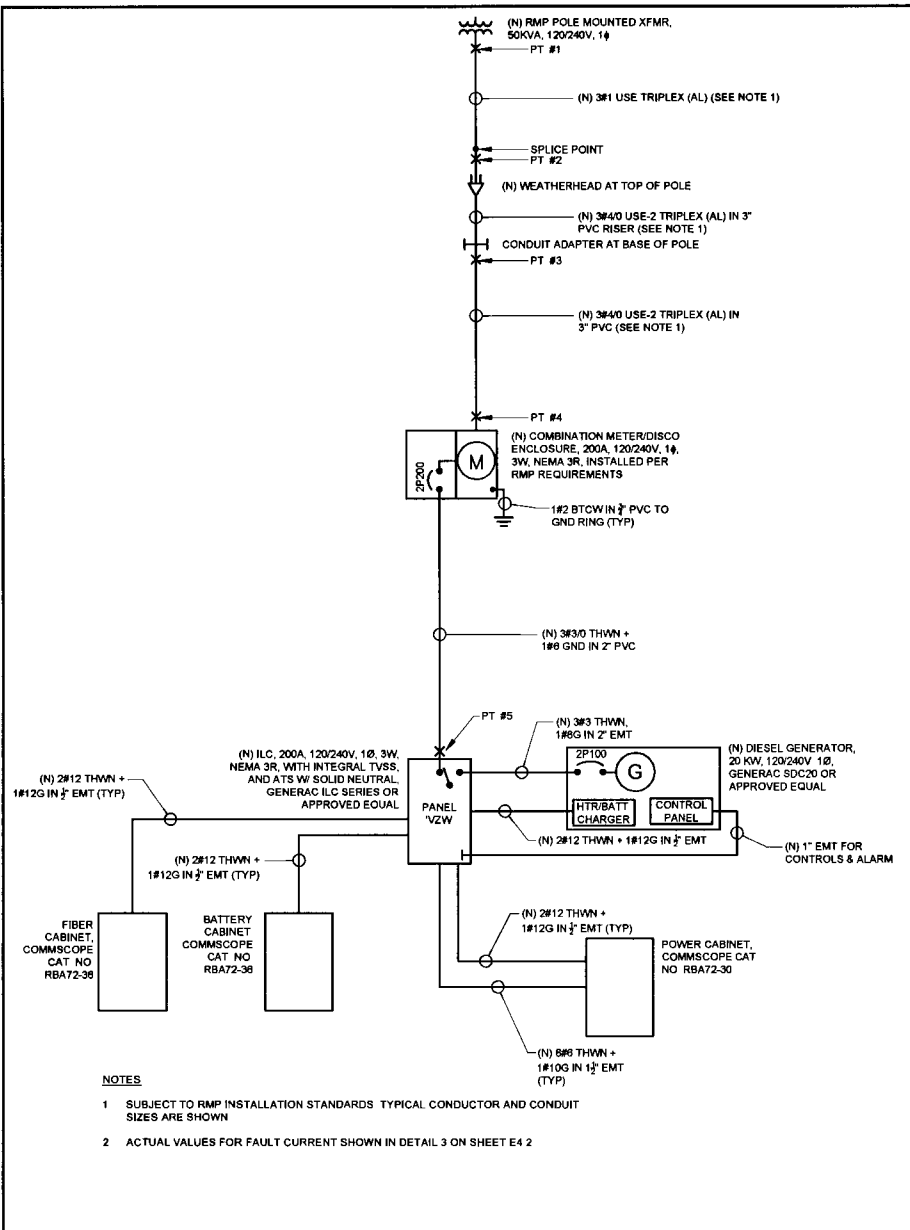 (N) RMP POLE MOUNTED XFMR,
50KVA, 120/240V, 1ϕ
PT #1
(N) 3#1 USE TRIPLEX (AL) (SEE NOTE 1)
SPLICE POINT
PT #2
(N) WEATHERHEAD AT TOP OF POLE
(N) 3#4/0 USE-2 TRIPLEX (AL) IN 3"
PVC RISER (SEE NOTE 1)
CONDUIT ADAPTER AT BASE OF POLE
PT #3
(N) 3#4/0 USE-2 TRIPLEX (AL) IN
3" PVC (SEE NOTE 1)
PT #4
(N) COMBINATION METER/DISCO
ENCLOSURE, 200A, 120/240V, 1ϕ,
3W, NEMA 3R, INSTALLED PER
RMP REQUIREMENTS
2P200
M
1#2 BTCW IN PVC TO
GND RING (TYP)
(N) 3#3/0 THWN +
1#6 GND IN 2" PVC
PT #5
(N) 3#3 THWN,
1#8G IN 2" EMT
(N) ILC, 200A, 120/240V, 1Ø, 3W,
NEMA 3R, WITH INTEGRAL TVSS,
AND ATS W/ SOLID NEUTRAL,
GENERAC ILC SERIES OR
APPROVED EQUAL
2P100
G
(N) DIESEL GENERATOR,
20 KW, 120/240V 1Ø,
GENERAC SDC20 OR
APPROVED EQUAL
PANEL
'VZW
HTR/BATT
CHARGER
CONTROL
PANEL
(N) 2#12 THWN +
1#12G IN ½" EMT (TYP)
(N) 2#12 THWN + 1#12G IN ½" EMT
(N) 1" EMT FOR
CONTROLS & ALARM
(N) 2#12 THWN +
1#12G IN ½" EMT (TYP)
FIBER
CABINET,
COMMSCOPE
CAT NO
RBA72-36
BATTERY
CABINET
COMMSCOPE
CAT NO
RBA72-36
(N) 2#12 THWN +
1#12G IN ½" EMT (TYP)
POWER CABINET,
COMMSCOPE CAT
NO RBA72-30
(N) 6#6 THWN +
1#10G IN 1½" EMT
(TYP)
NOTES
1 SUBJECT TO RMP INSTALLATION STANDARDS TYPICAL CONDUCTOR AND CONDUIT
SIZES ARE SHOWN
2 ACTUAL VALUES FOR FAULT CURRENT SHOWN IN DETAIL 3 ON SHEET E4 2